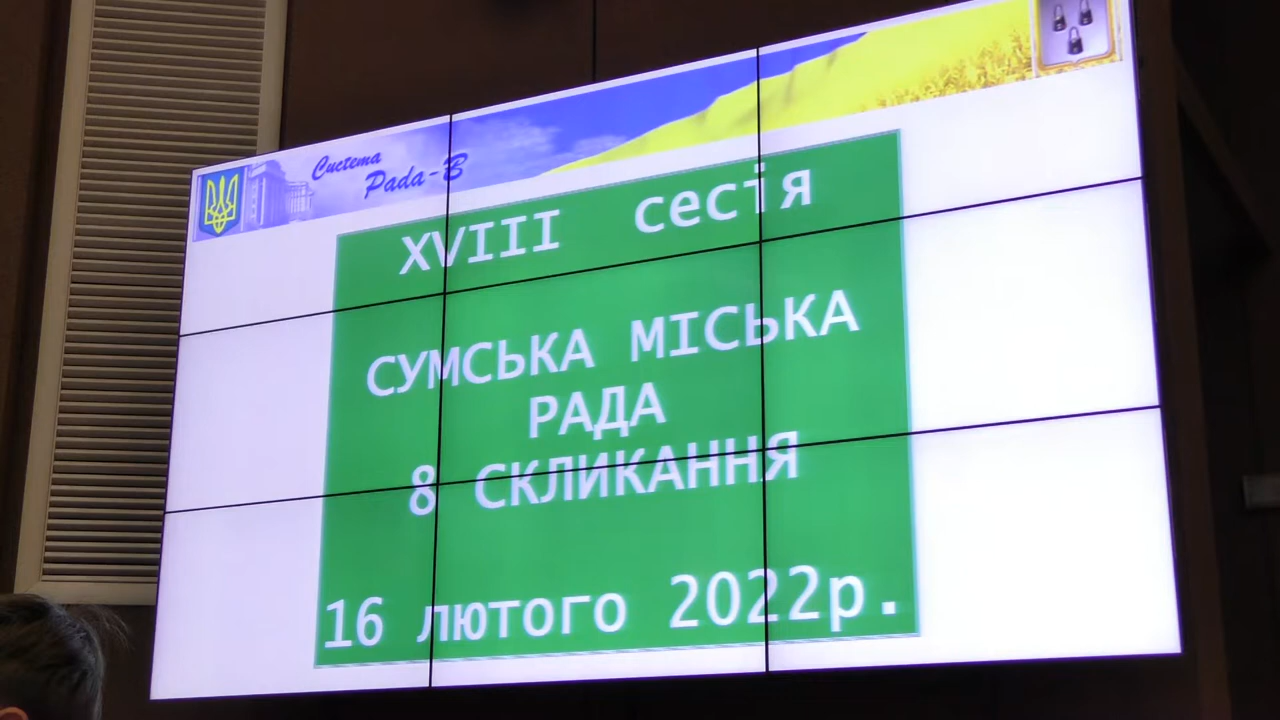 Система
Рада-В
XVIII сесія
СУМСЬКА МІСЬКА
РАДА
8 СКЛИКАННЯ
16 лютого 2022р.